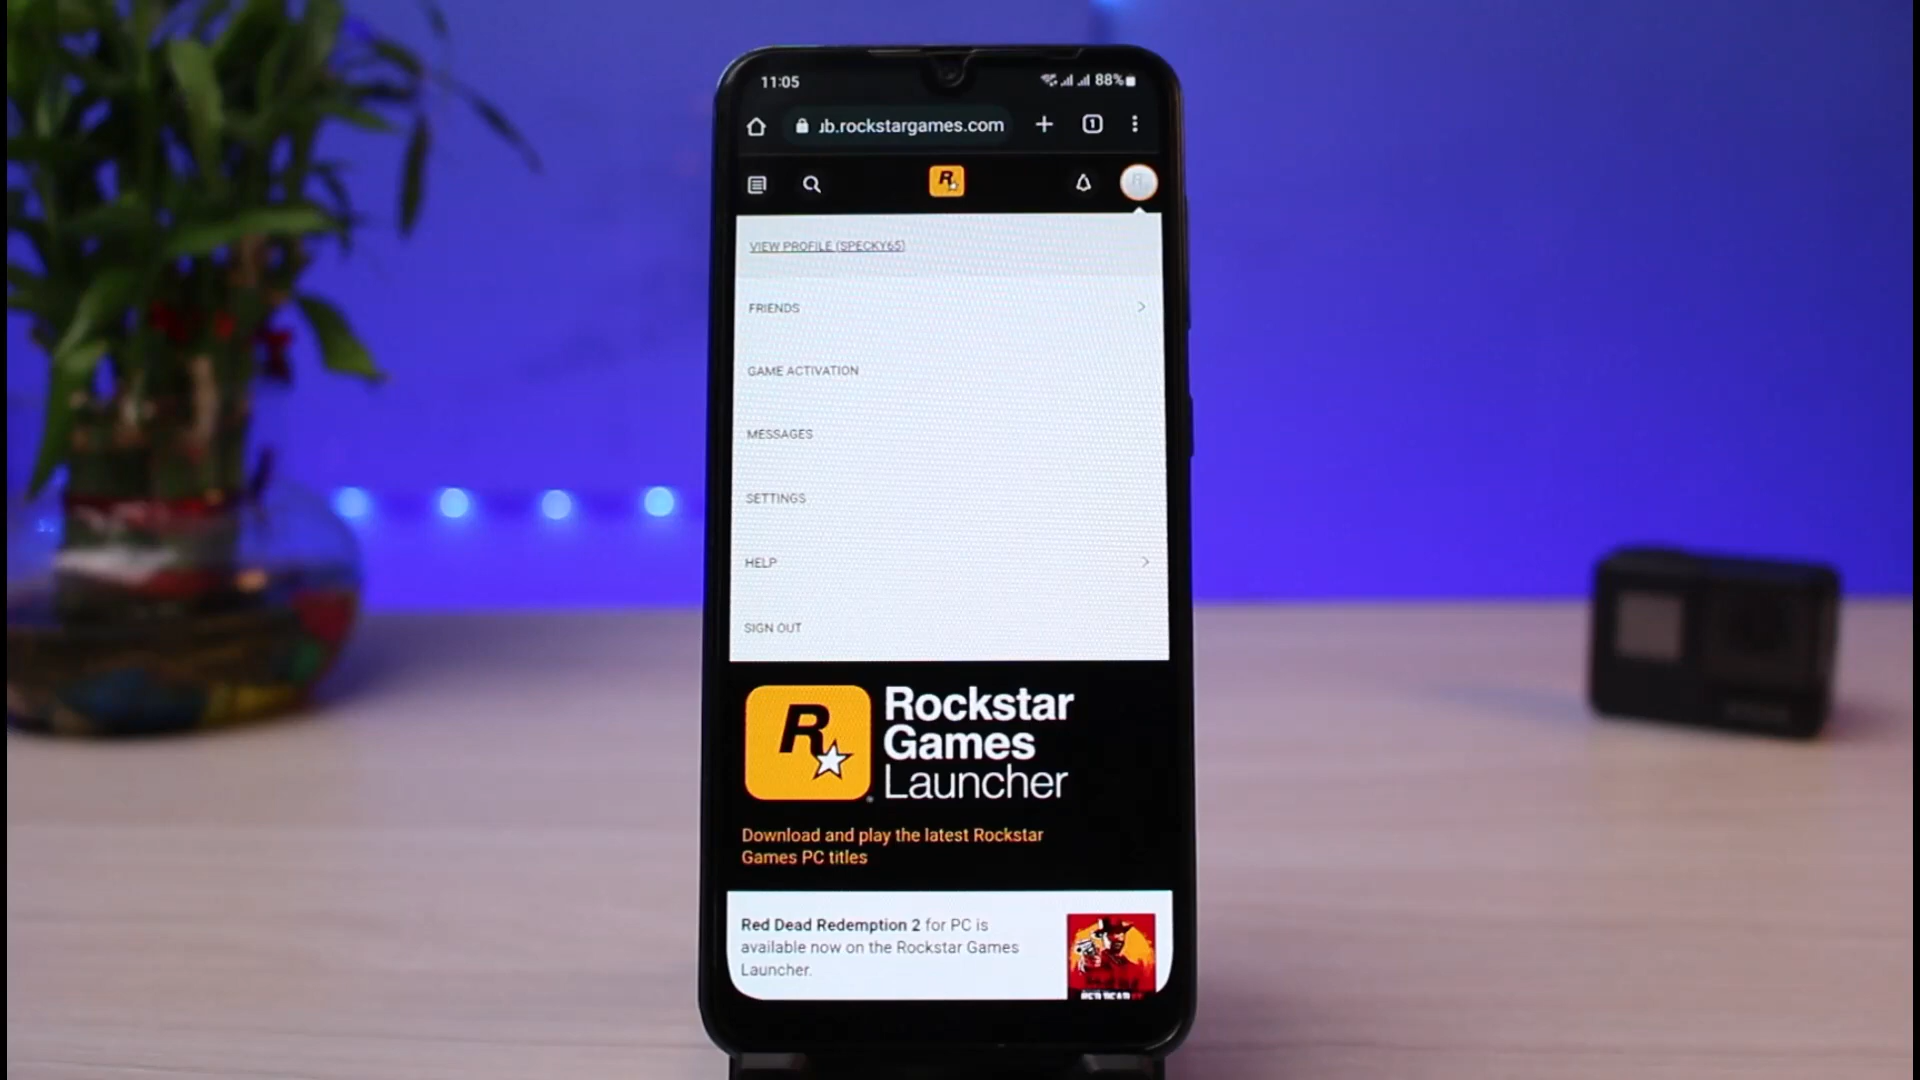 11:05
88%
ub.rockstargames.com
1
R
VIEW PROFILE (SPECKY65)
FRIENDS
GAME ACTIVATION
MESSAGES
SETTINGS
HELP
SIGN OUT
R
Rockstar
Games
Launcher
Download and play the latest Rockstar
Games PC titles
Red Dead Redemption 2 for PC is
available now on the Rockstar Games
Launcher.